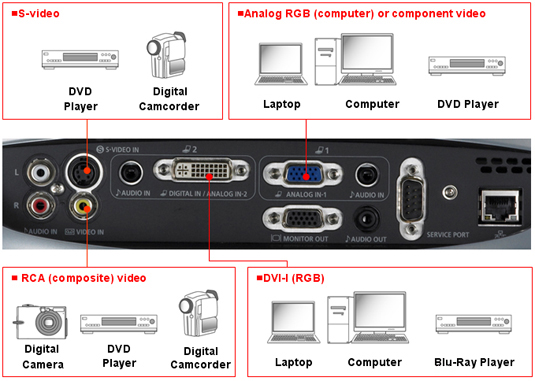 ■S-video
DVD Player
Digital Camcorder
■Analog RGB (computer) or component video
Laptop
Computer
DVD Player
S-VIDEO IN
2
1
L
AUDIO IN
DIGITAL IN / ANALOG IN-2
ANALOG IN-1
AUDIO IN
R
AUDIO IN
VIDEO IN
MONITOR OUT
AUDIO OUT
SERVICE PORT
■RCA (composite) video
Digital Camera
DVD Player
Digital Camcorder
■DVI-I (RGB)
Laptop
Computer
Blu-Ray Player